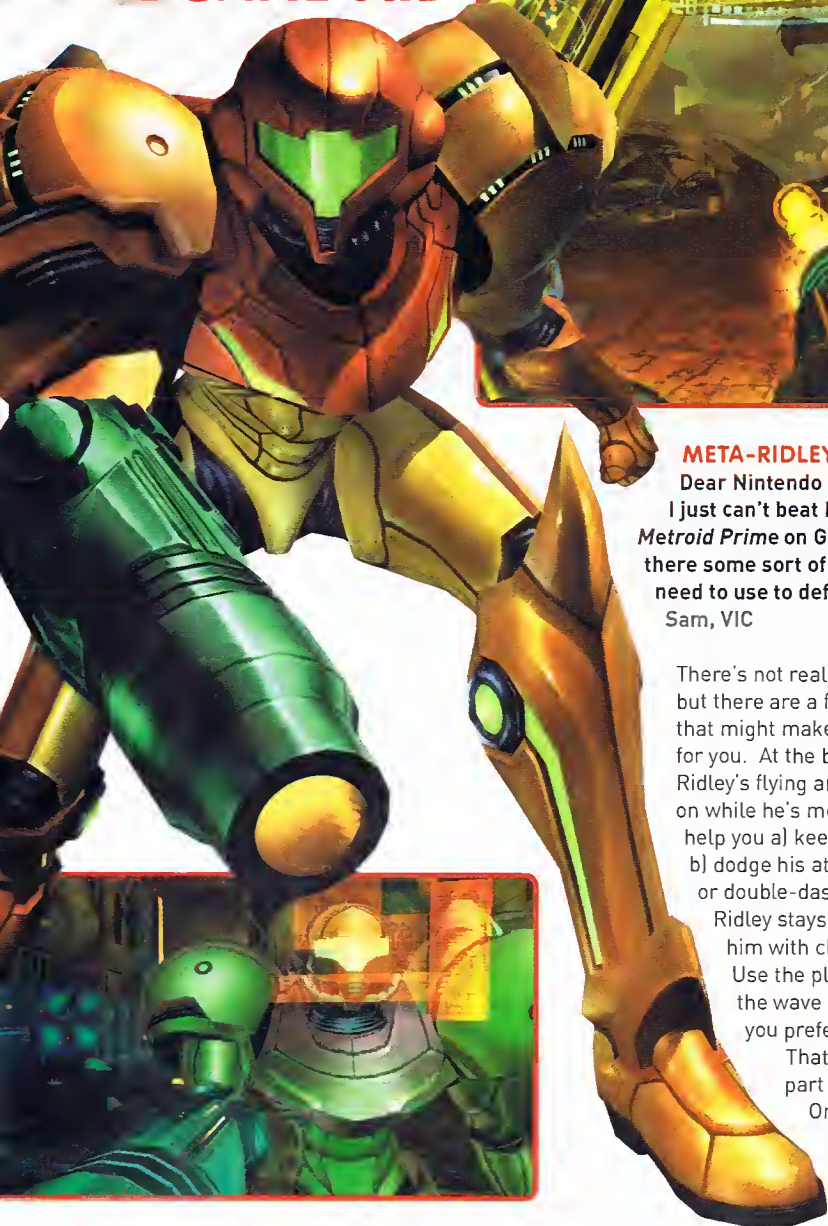 META-RIDLEY
Dear Nintendo
I just can't beat
Metroid Prime on G
there some sort of
need to use to def
Sam, VIC
There's not real
but there are a f
that might make
for you. At the b
Ridley's flying ar
on while he's m
help you a) kee
b) dodge his at
or double-das
Ridley stays
him with c
Use the pl
the wave
you prefe
That
part
O